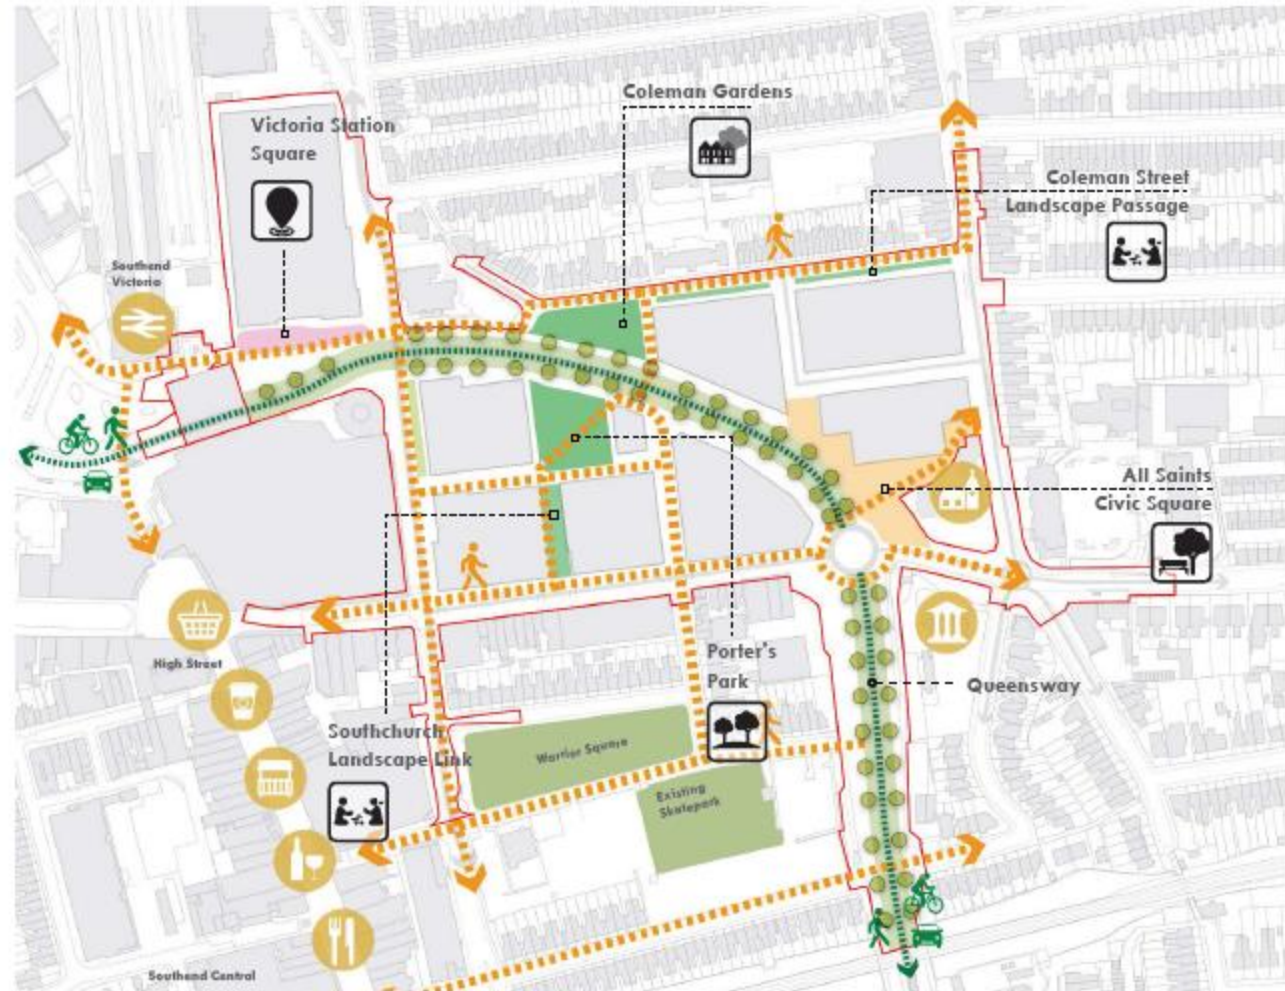 Coleman Gardens
Victoria Station
Square
Coleman Street
Landscape Passage
Southend
Victoria
All Saints
Civic Square
High Street
Porter's
Park
Queensway
Southchurch
Landscape Link
Warrior Square
Existing
Skatepark
Southend Central